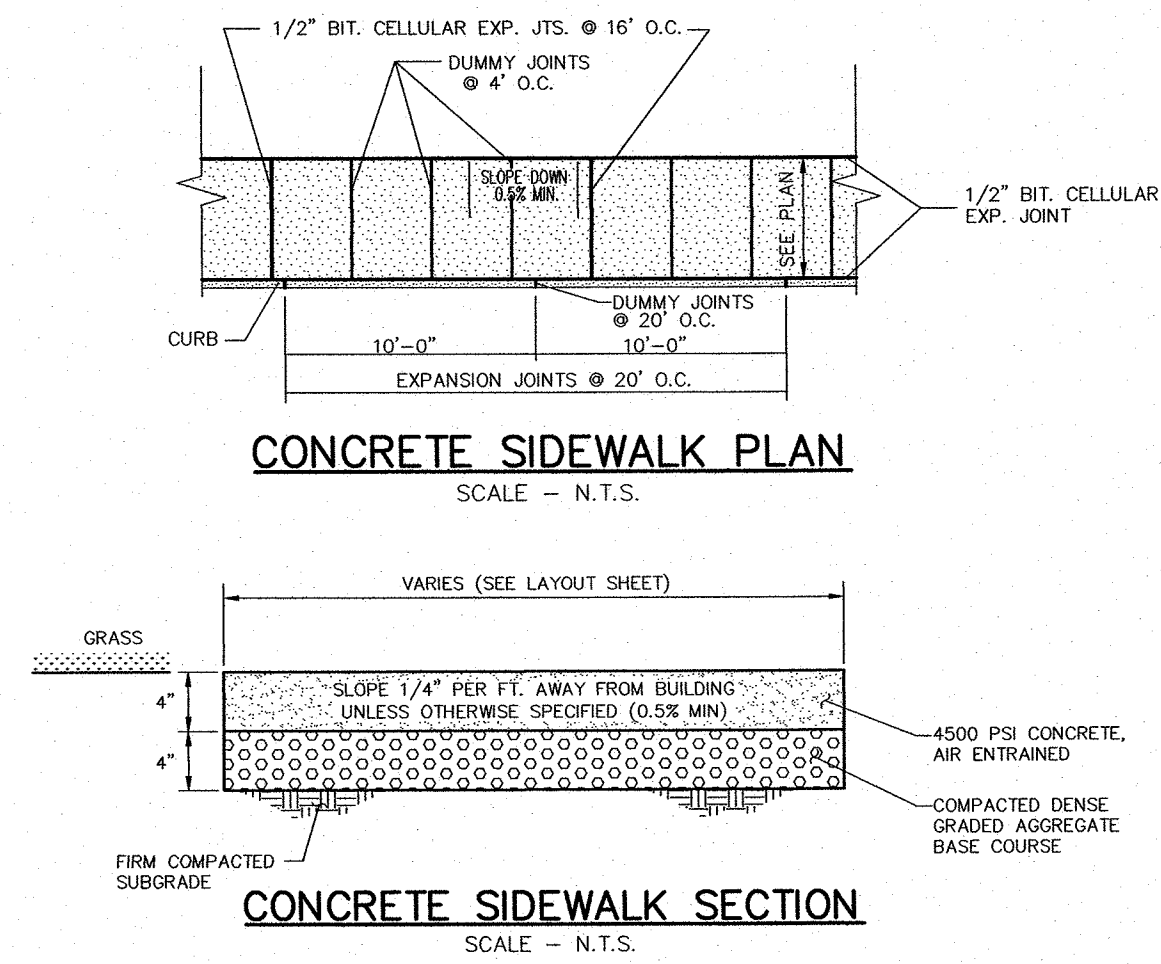 1/2" BIT. CELLULAR EXP. JTS. @ 16' O.C.
DUMMY JOINTS
@ 4' O.C.
SLOPE DOWN
0.5% MIN.
SEE PLAN
1/2" BIT. CELLULAR
EXP. JOINT
CURB
DUMMY JOINTS
@ 20' O.C.
10'-0"
10'-0"
EXPANSION JOINTS @ 20' O.C.
CONCRETE SIDEWALK PLAN
SCALE - N.T.S.
VARIES (SEE LAYOUT SHEET)
GRASS
4"
SLOPE 1/4" PER FT. AWAY FROM BUILDING
UNLESS OTHERWISE SPECIFIED (0.5% MIN)
4"
4500 PSI CONCRETE,
AIR ENTRAINED
COMPACTED DENSE
GRADED AGGREGATE
BASE COURSE
FIRM COMPACTED
SUBGRADE
CONCRETE SIDEWALK SECTION
SCALE - N.T.S.